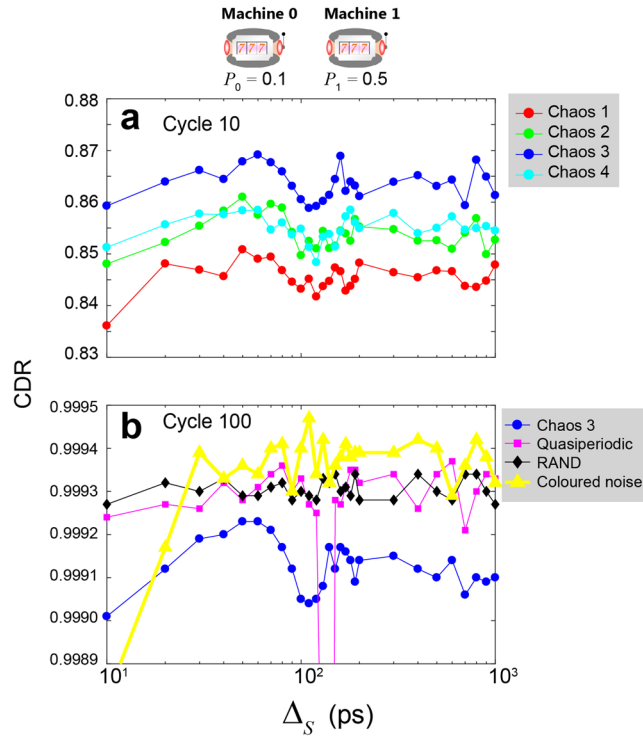 Machine 0 Machine 1
777 777
P0 = 0.1 P1 = 0.5
a Cycle 10
0.88
0.87
0.86
0.85
0.84
0.83
Chaos 1
Chaos 2
Chaos 3
Chaos 4
CDR
b Cycle 100
0.9995
0.9994
0.9993
0.9992
0.9991
0.9990
0.9989
Chaos 3
Quasiperiodic
RAND
Coloured noise
10^1 10^2 10^3
ΔS (ps)